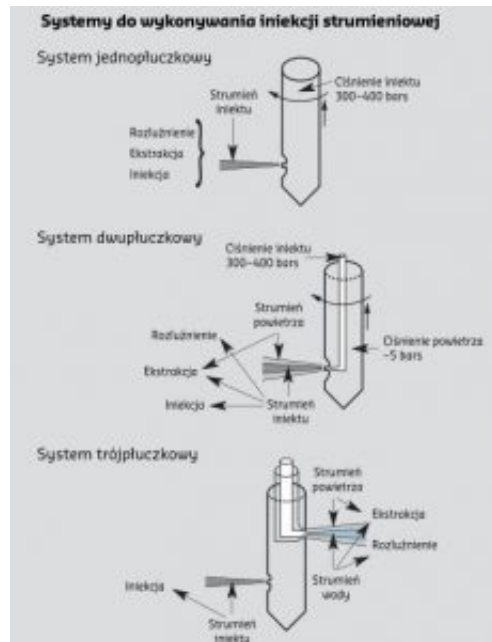 Systemy do wykonywania iniekcji strumieniowej
System jednopłuczkowy
Ciśnienie iniektu
300-400 bars
Strumień
iniektu
Rozluźnienie
Ekstrakcja
Iniekcja
System dwupłuczkowy
Ciśnienie iniektu
300-400 bars
Strumień
powietrza
Rozluźnienie
Ciśnienie powietrza
~5 bars
Ekstrakcja
Iniekcja
Strumień
iniektu
System trójpłuczkowy
Strumień
powietrza
Ekstrakcja
Rozluźnienie
Strumień
wody
Iniekcja
Strumień
iniektu